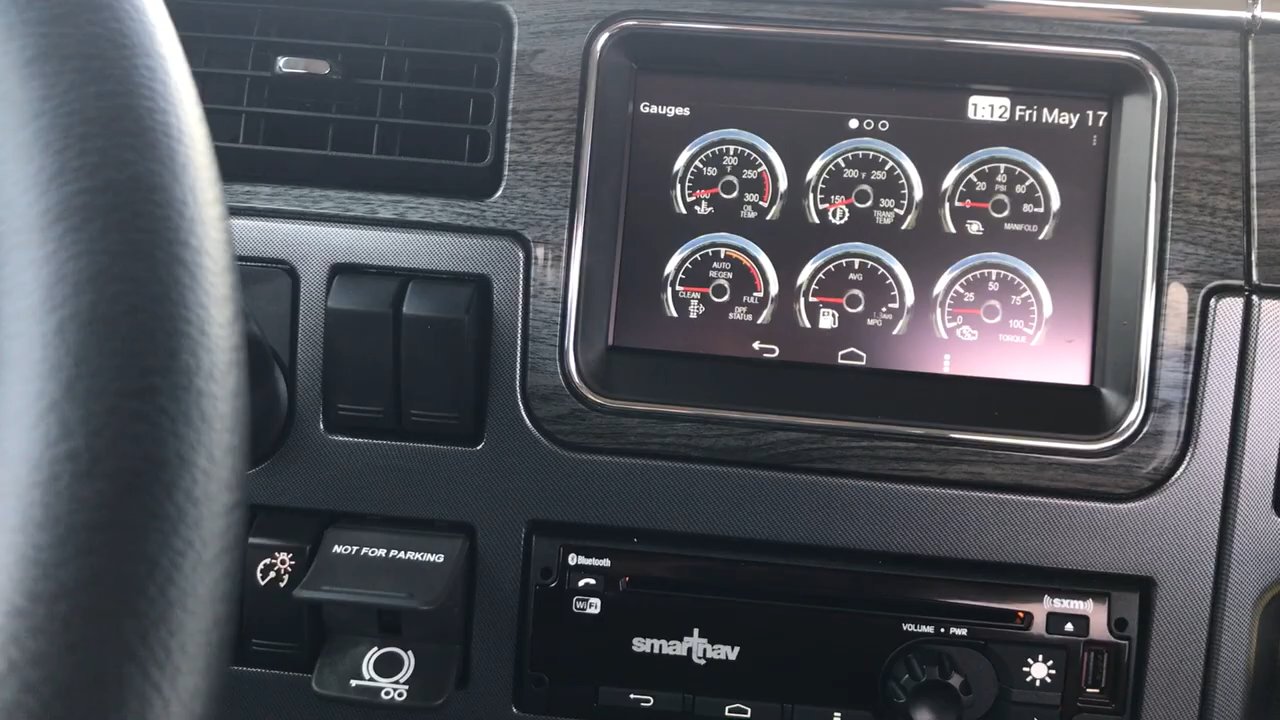 Gauges
1:12 Fri May 17
200
150 °F 250
100 300
OIL
TEMP
200 °F 250
150 300
TRANS
TEMP
40
20 PSI 60
0 80
MANIFOLD
AUTO
REGEN
CLEAN FULL
DPF
STATUS
AVG
MPG
50
25 75
0 100
TORQUE
NOT FOR PARKING
Bluetooth
WiFi
((sxm))
VOLUME • PWR
smartnav